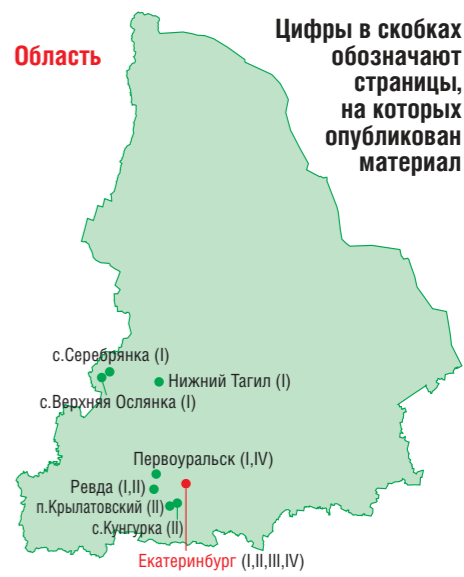 Область
Цифры в скобках
обозначают
страницы,
на которых
опубликован
материал
с.Серебрянка (I)
Нижний Тагил (I)
с.Верхняя Ослянка (I)
Первоуральск (I,IV)
Ревда (I,II)
п.Крылатовский (II)
с.Кунгурка (II)
Екатеринбург (I,II,III,IV)